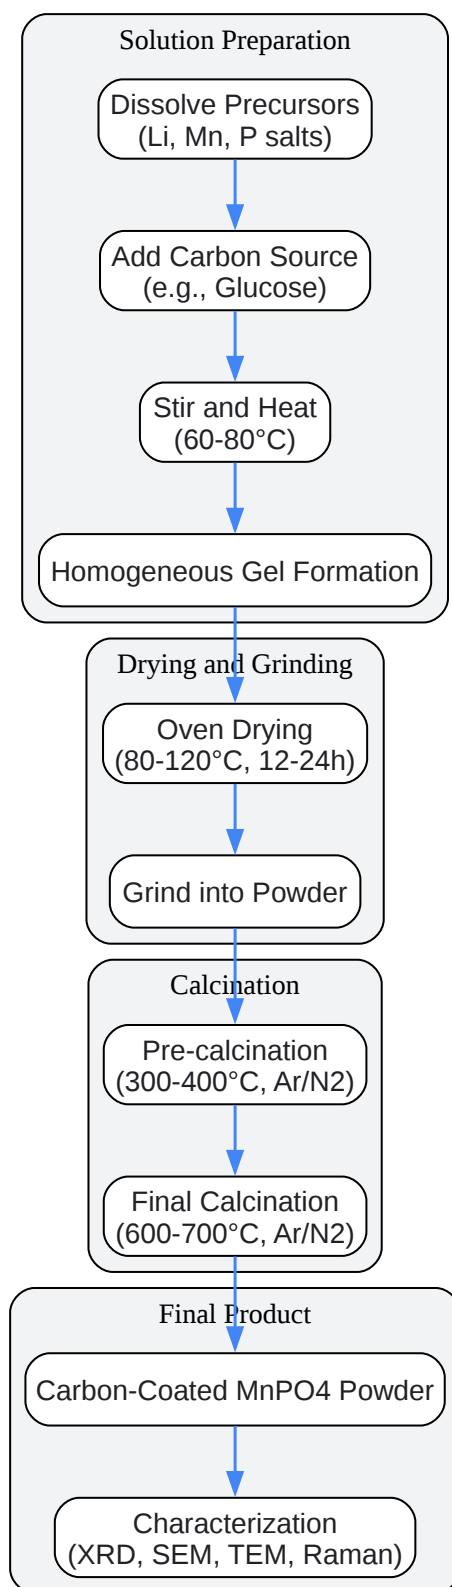 Solution Preparation
Dissolve Precursors
(Li, Mn, P salts)
Add Carbon Source
(e.g., Glucose)
Stir and Heat
(60-80°C)
Homogeneous Gel Formation
Drying and Grinding
Oven Drying
(80-120°C, 12-24h)
Grind into Powder
Calcination
Pre-calcination
(300-400°C, Ar/N2)
Final Calcination
(600-700°C, Ar/N2)
Final Product
Carbon-Coated MnPO4 Powder
Characterization
(XRD, SEM, TEM, Raman)